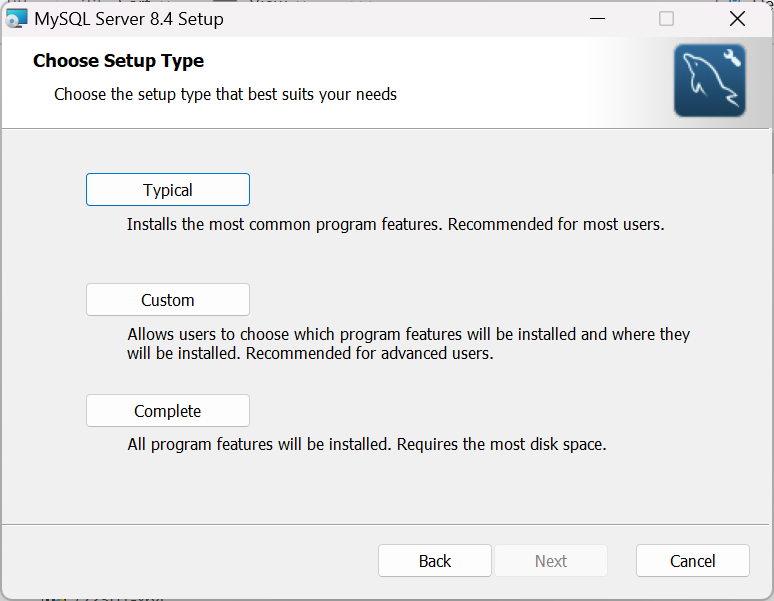 MySQL Server 8.4 Setup
Choose Setup Type
Choose the setup type that best suits your needs
Typical
Installs the most common program features. Recommended for most users.
Custom
Allows users to choose which program features will be installed and where they
will be installed. Recommended for advanced users.
Complete
All program features will be installed. Requires the most disk space.
Back
Next
Cancel